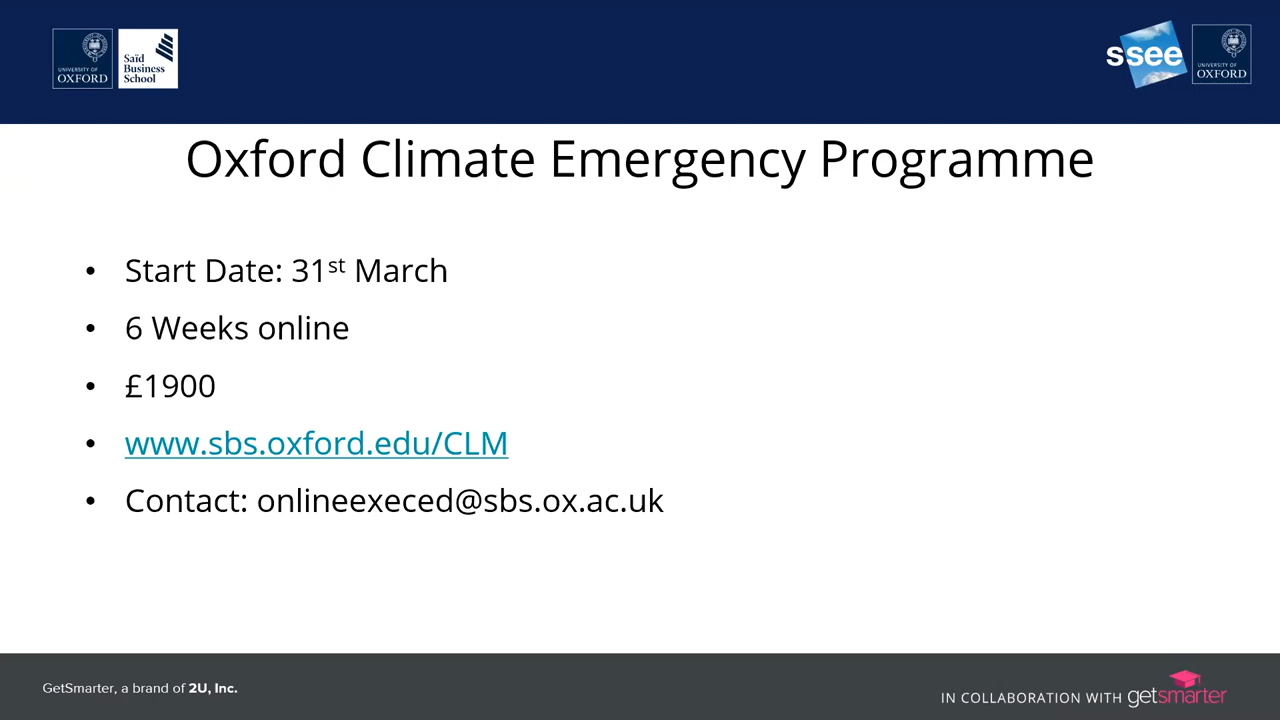 UNIVERSITY OF
OXFORD
Saïd
Business
School
ssee
UNIVERSITY OF
OXFORD
Oxford Climate Emergency Programme
• Start Date: 31st March
• 6 Weeks online
• £1900
• www.sbs.oxford.edu/CLM
• Contact: onlineexeced@sbs.ox.ac.uk
GetSmarter, a brand of 2U, Inc.
IN COLLABORATION WITH getsmarter